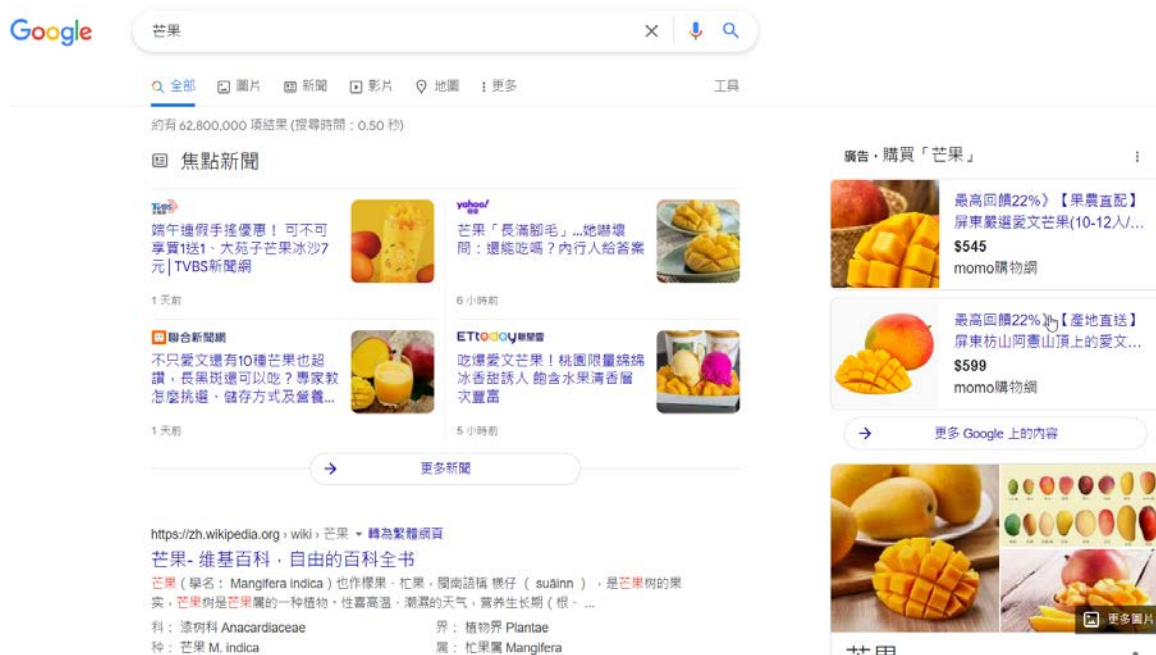 Google
芒果
全部 圖片 新聞 影片 地圖 更多 工具
約有 62,800,000 項結果 (搜尋時間：0.50 秒)
焦點新聞
TVBS
端午連假手搖優惠！ 可不可
享買1送1、大苑子芒果冰沙7
元 | TVBS新聞網
1 天前
yahoo!
芒果「長滿腳毛」...她嚇壞
問：還能吃嗎？內行人給答案
6 小時前
聯合新聞網
不只愛文還有10種芒果也超
讚，長黑斑還可以吃？專家教
怎麼挑選、儲存方式及營養...
1 天前
ETtoday新聞雲
吃爆愛文芒果！桃園限量綿綿
冰香甜誘人 飽含水果清香層
次豐富
5 小時前
更多新聞
https://zh.wikipedia.org › wiki › 芒果 轉為繁體網頁
芒果- 维基百科，自由的百科全书
芒果（學名：Mangifera indica）也作檬果、杧果，閩南語稱 檨仔（ suāinn ），是芒果树的果
实，芒果树是芒果属的一种植物，性喜高温、潮濕的天气，营养生长期（根、 ...
科：漆树科 Anacardiaceae
界：植物界 Plantae
种：芒果 M. indica
属：杧果属 Mangifera
廣告・購買「芒果」
最高回饋22%》【果農直配】
屏東嚴選愛文芒果(10-12入/...
$545
momo購物網
最高回饋22%》【產地直送】
屏東枋山阿憲山頂上的愛文...
$599
momo購物網
更多 Google 上的內容
更多圖片
芒果